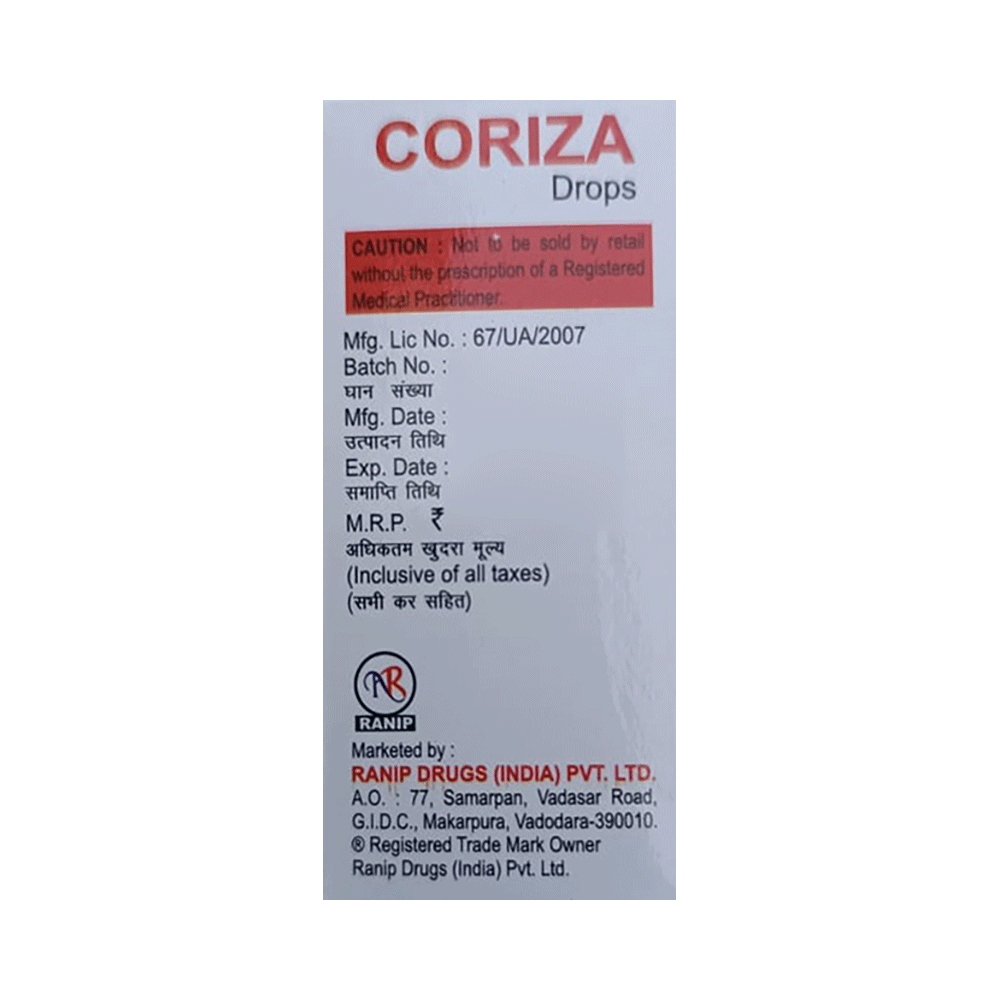 CORIZA
Drops
CAUTION : Not to be sold by retail
without the prescription of a Registered
Medical Practitioner.
Mfg. Lic No. : 67/UA/2007
Batch No. :
घान संख्या
Mfg. Date :
उत्पादन तिथि
Exp. Date :
समाप्ति तिथि
M.R.P. ₹
अधिकतम खुदरा मूल्य
(Inclusive of all taxes)
(सभी कर सहित)
RANIP
Marketed by :
RANIP DRUGS (INDIA) PVT. LTD.
A.O. : 77, Samarpan, Vadasar Road,
G.I.D.C., Makarpura, Vadodara-390010.
® Registered Trade Mark Owner
Ranip Drugs (India) Pvt. Ltd.